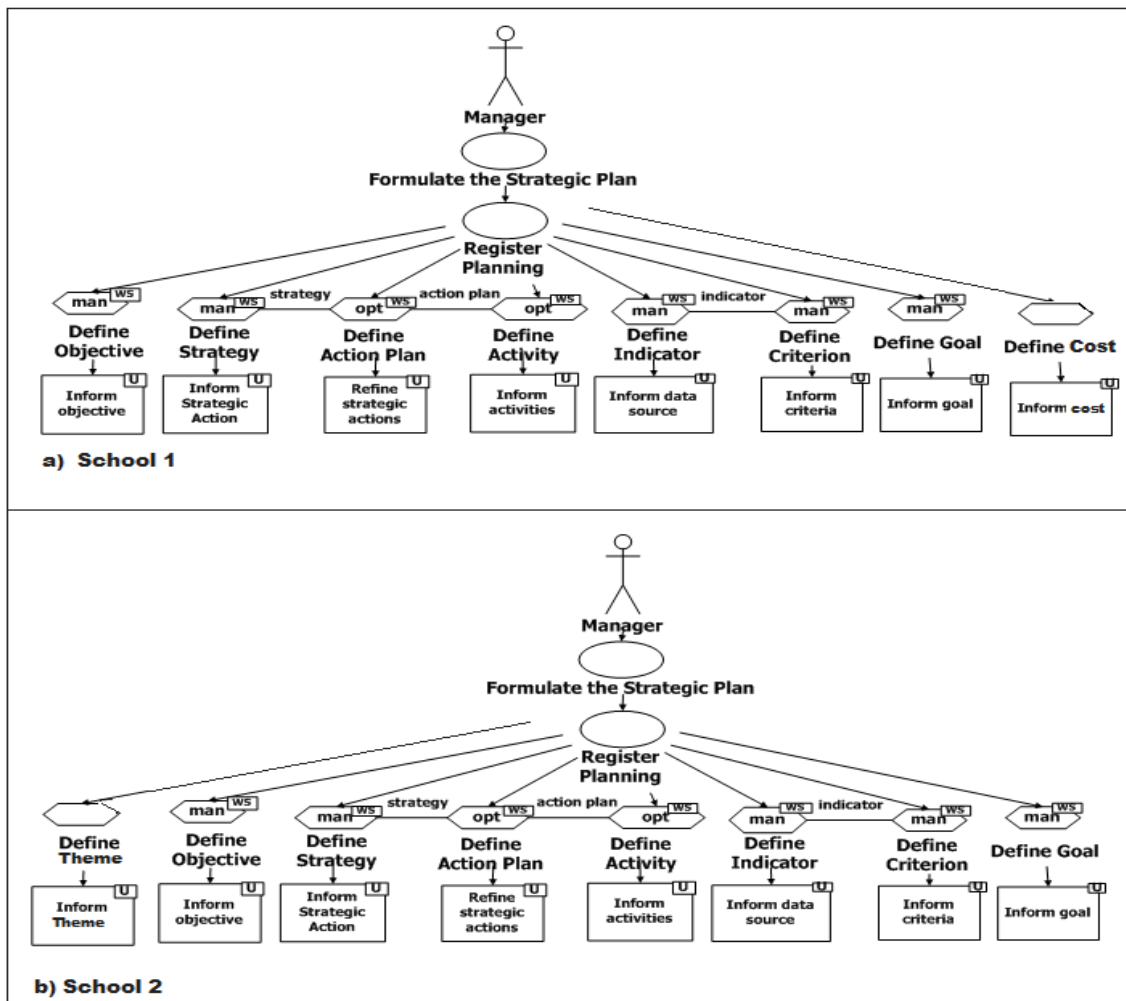 Manager
Formulate the Strategic Plan
Register
Planning
man WS
man WS
strategy
opt WS
action plan
opt WS
man WS
indicator
man WS
man WS
Define
Objective
Define
Strategy
Define
Action Plan
Define
Activity
Define
Indicator
Define
Criterion
Define Goal
Define Cost
U
Inform
objective
U
Inform
Strategic
Action
U
Refine
strategic
actions
U
Inform
activities
U
Inform data
source
U
Inform
criteria
U
Inform goal
U
Inform cost
a) School 1
Manager
Formulate the Strategic Plan
Register
Planning
man WS
man WS
strategy
opt WS
action plan
opt WS
man WS
indicator
man WS
man WS
Define
Theme
Define
Objective
Define
Strategy
Define
Action Plan
Define
Activity
Define
Indicator
Define
Criterion
Define Goal
U
Inform
Theme
U
Inform
objective
U
Inform
Strategic
Action
U
Refine
strategic
actions
U
Inform
activities
U
Inform data
source
U
Inform
criteria
U
Inform goal
b) School 2